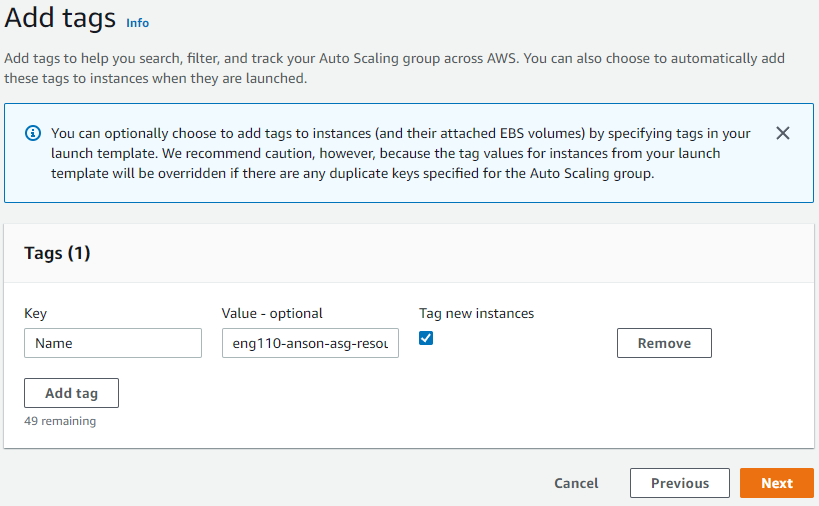 Add tags Info
Add tags to help you search, filter, and track your Auto Scaling group across AWS. You can also choose to automatically add
these tags to instances when they are launched.
You can optionally choose to add tags to instances (and their attached EBS volumes) by specifying tags in your
launch template. We recommend caution, however, because the tag values for instances from your launch
template will be overridden if there are any duplicate keys specified for the Auto Scaling group.
Tags (1)
Key Value - optional Tag new instances
Name eng110-anson-asg-resou Remove
Add tag
49 remaining
Cancel Previous Next